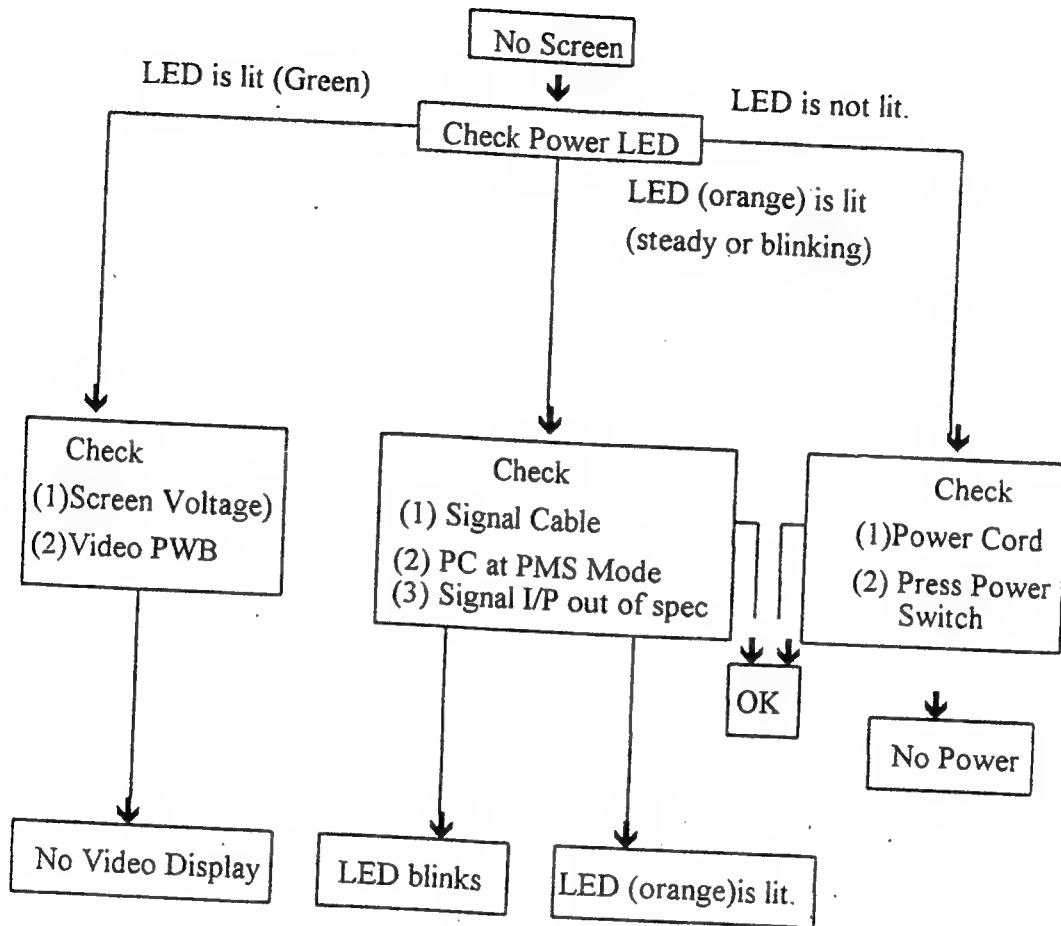 No Screen
LED is lit (Green)
LED is not lit.
Check Power LED
LED (orange) is lit
(steady or blinking)
Check
(1)Screen Voltage)
(2)Video PWB
Check
(1) Signal Cable
(2) PC at PMS Mode
(3) Signal I/P out of spec
Check
(1)Power Cord
(2) Press Power
Switch
OK
No Power
No Video Display
LED blinks
LED (orange)is lit.